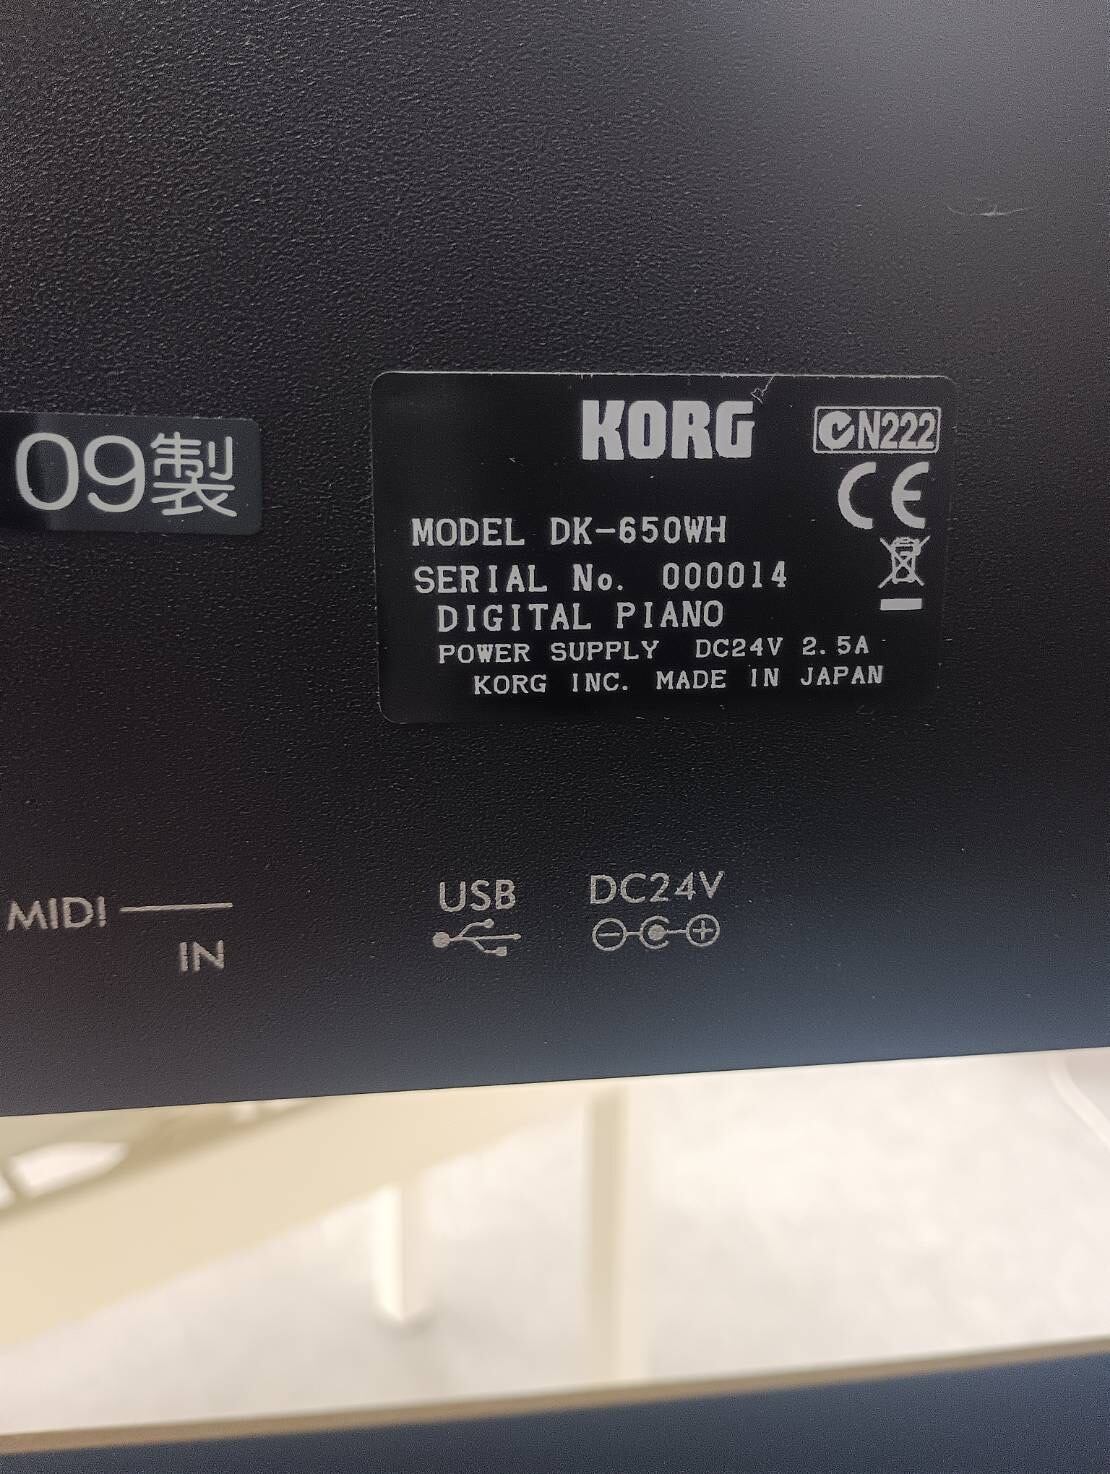 09製
KORG
N222
CE
MODEL DK-650WH
SERIAL No. 000014
DIGITAL PIANO
POWER SUPPLY DC24V 2.5A
KORG INC. MADE IN JAPAN
MIDI
IN
USB
DC24V